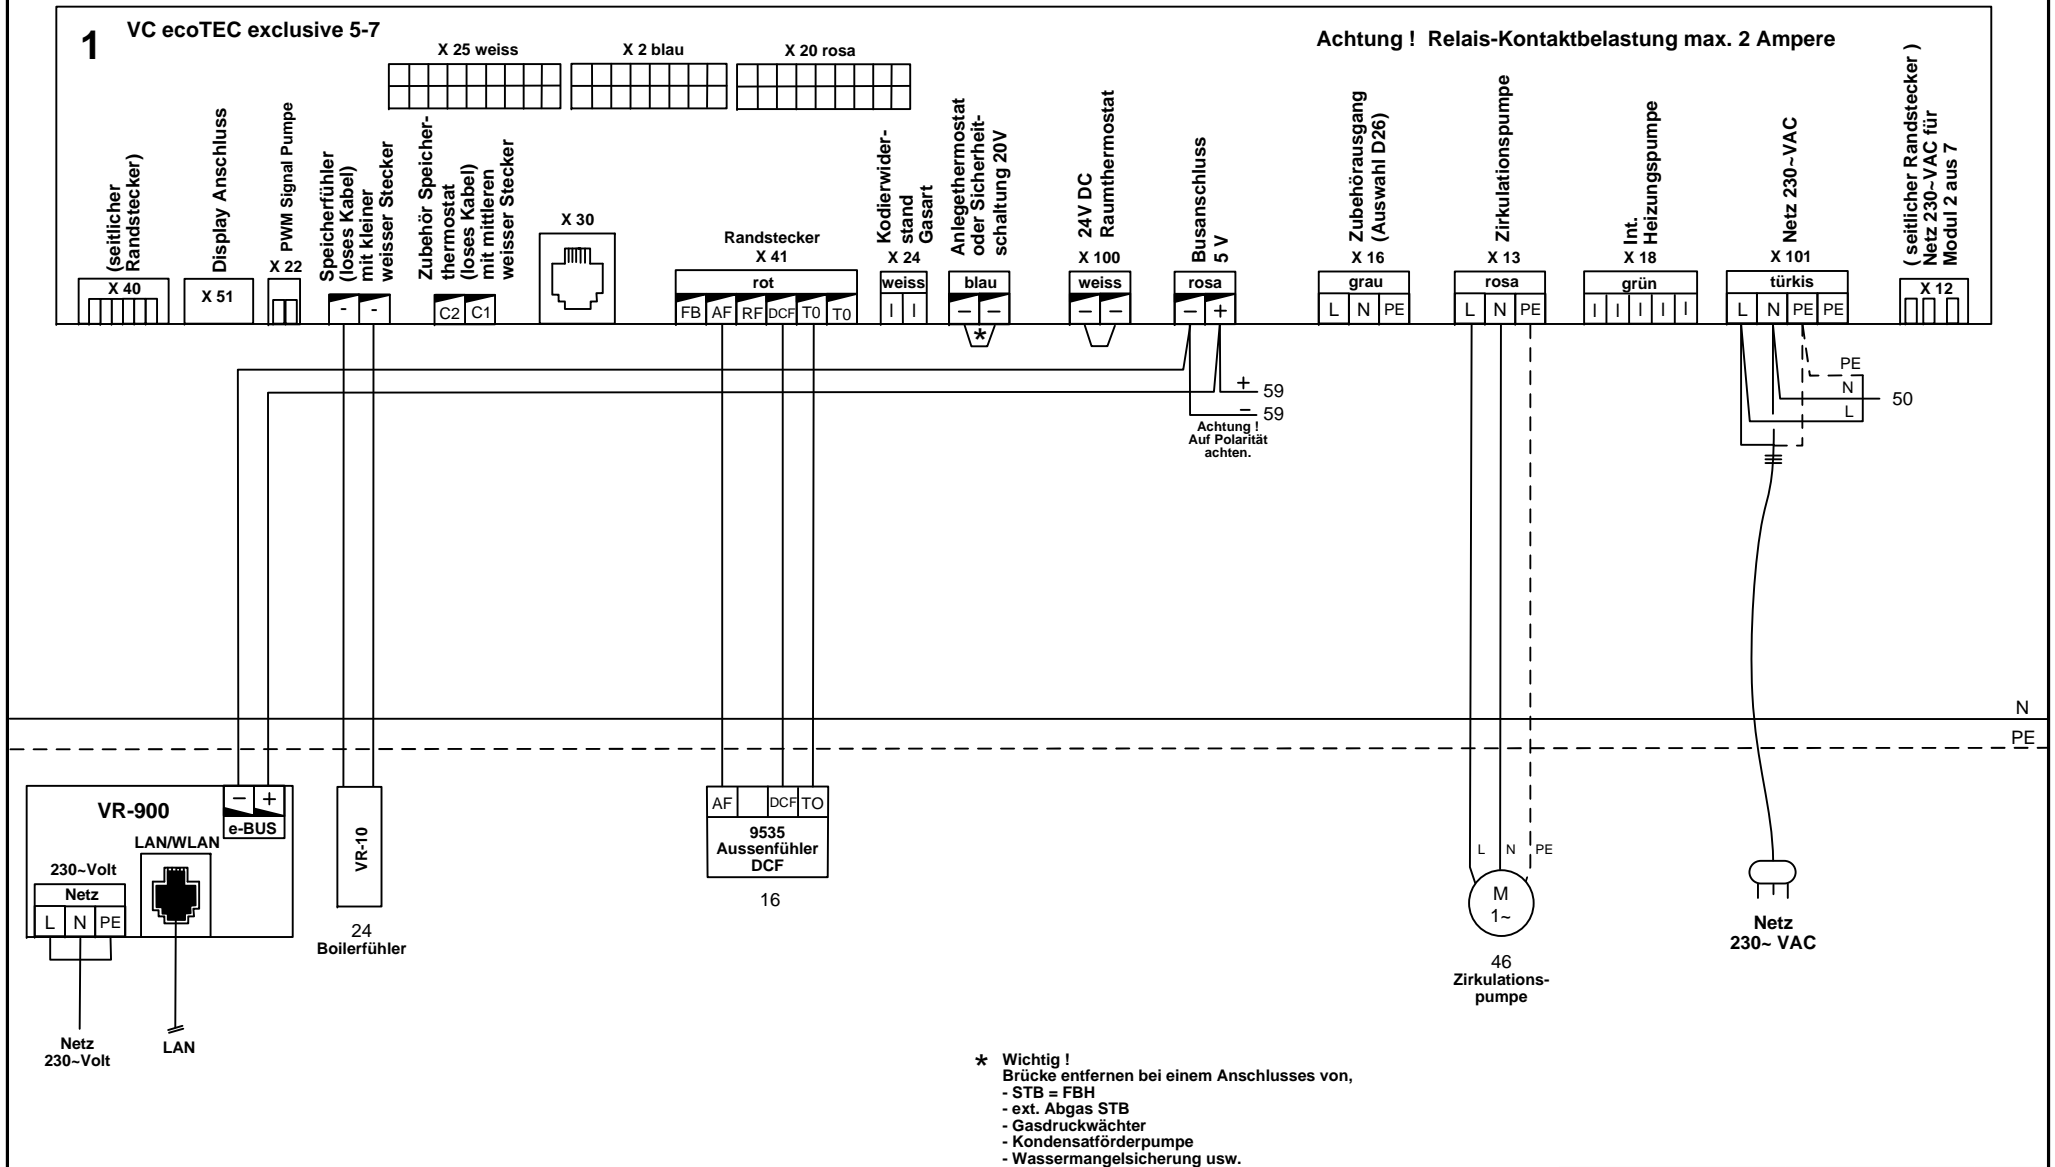 1
VC ecoTEC exclusive 5-7
Achtung ! Relais-Kontaktbelastung max. 2 Ampere
X 25 weiss
X 2 blau
X 20 rosa
(seitlicher
Randstecker)
X 40
Display Anschluss
X 51
PWM Signal Pumpe
X 22
Speicherfühler
(loses Kabel)
mit kleiner
weisser Stecker
- -
Zubehör Speicher-
thermostat
(loses Kabel)
mit mittleren
weisser Stecker
C2 C1
X 30
Randstecker
X 41
rot
FB AF RF DCF T0 T0
Kodierwider-
stand
Gasart
X 24
weiss
I I
Anlegethermostat
oder Sicherheit-
schaltung 20V
blau
– –
*
24V DC
Raumthermostat
X 100
weiss
– –
Busanschluss
5 V
rosa
– +
Zubehörausgang
(Auswahl D26)
X 16
grau
L N PE
Zirkulationspumpe
X 13
rosa
L N PE
Int.
Heizungspumpe
X 18
grün
I I I I I
Netz 230~VAC
X 101
türkis
L N PE PE
( seitlicher Randstecker )
Netz 230~VAC für
Modul 2 aus 7
X 12
+ 59
– 59
Achtung !
Auf Polarität
achten.
PE
N
L
50
N
PE
VR-900
– +
e-BUS
LAN/WLAN
230~Volt
Netz
L N PE
Netz
230~Volt
LAN
VR-10
24
Boilerfühler
AF DCF TO
9535
Aussenfühler
DCF
16
L N PE
M
1~
46
Zirkulations-
pumpe
Netz
230~ VAC
* Wichtig !
Brücke entfernen bei einem Anschlusses von,
- STB = FBH
- ext. Abgas STB
- Gasdruckwächter
- Kondensatförderpumpe
- Wassermangelsicherung usw.